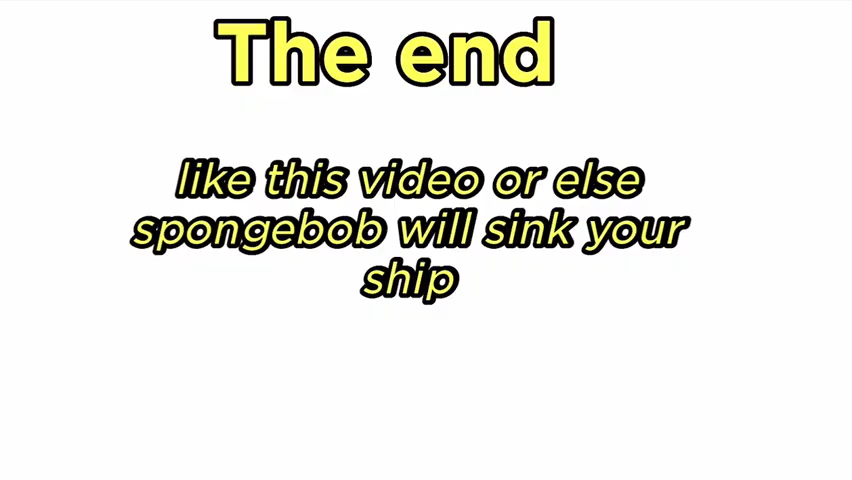 The end
like this video or else
spongebob will sink your
ship